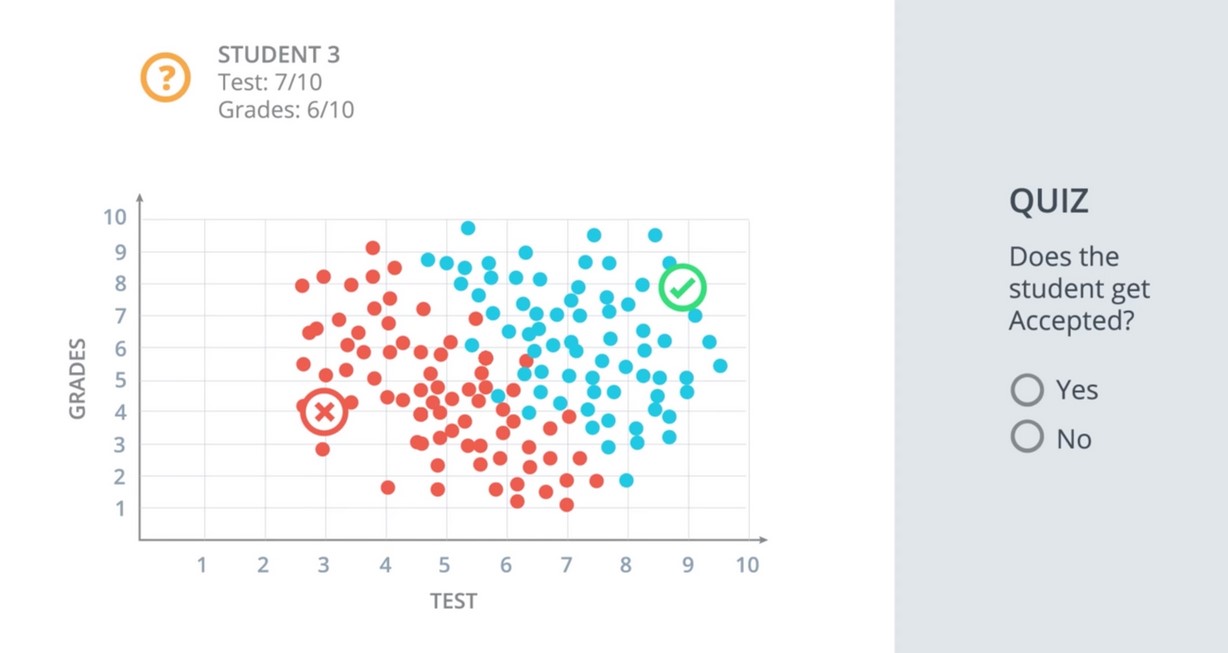 ?
STUDENT 3
Test: 7/10
Grades: 6/10
10
9
8
7
6
5
4
3
2
1
GRADES
1 2 3 4 5 6 7 8 9 10
TEST
QUIZ
Does the
student get
Accepted?
Yes
No